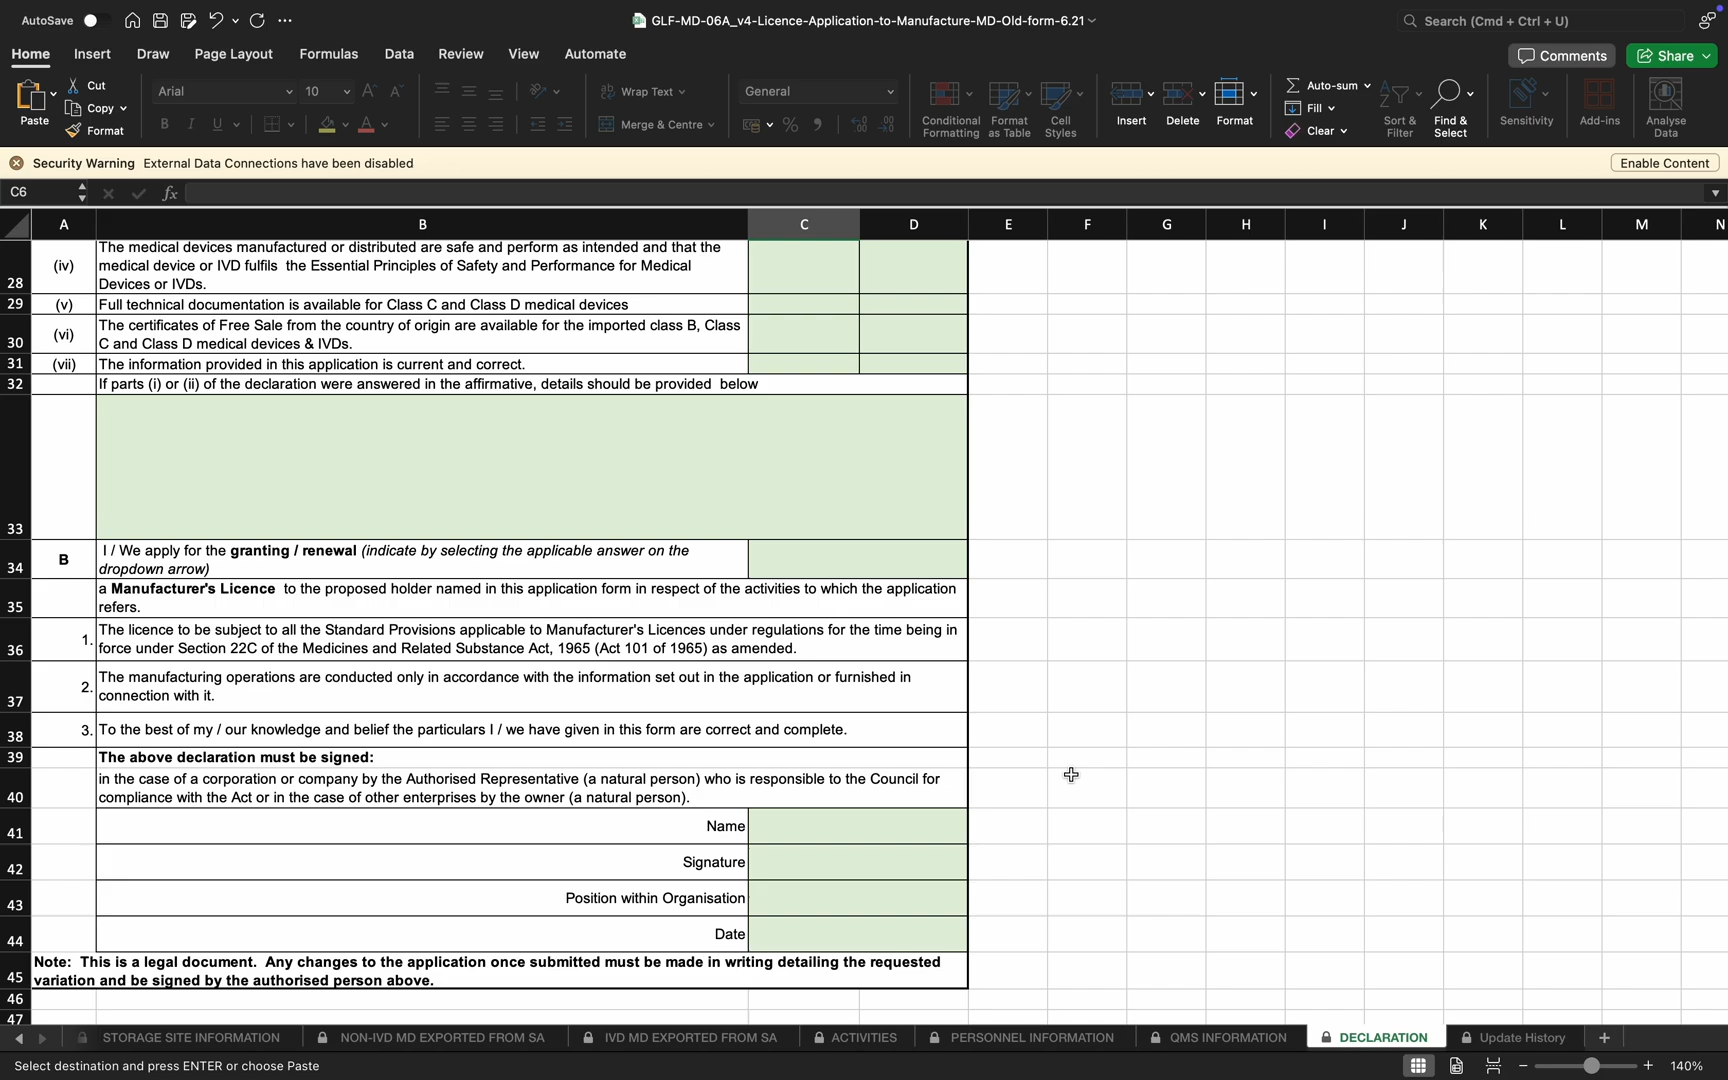 AutoSave
GLF-MD-06A_v4-Licence-Application-to-Manufacture-MD-Old-form-6.21
Search (Cmd + Ctrl + U)
Home Insert Draw Page Layout Formulas Data Review View Automate
Comments Share
Paste
Cut
Copy
Format
Arial 10
B I U
Wrap Text
Merge & Centre
General
Conditional Formatting
Format as Table
Cell Styles
Insert
Delete
Format
Auto-sum
Fill
Clear
Sort & Filter
Find & Select
Sensitivity
Add-ins
Analyse Data
Security Warning External Data Connections have been disabled
Enable Content
C6
fx
A B C D E F G H I J K L M N
The medical devices manufactured or distributed are safe and perform as intended and that the
(iv) medical device or IVD fulfils the Essential Principles of Safety and Performance for Medical
28 Devices or IVDs.
29 (v) Full technical documentation is available for Class C and Class D medical devices
The certificates of Free Sale from the country of origin are available for the imported class B, Class
30 (vi) C and Class D medical devices & IVDs.
31 (vii) The information provided in this application is current and correct.
32 If parts (i) or (ii) of the declaration were answered in the affirmative, details should be provided below
33
B I / We apply for the granting / renewal (indicate by selecting the applicable answer on the
34 dropdown arrow)
a Manufacturer's Licence to the proposed holder named in this application form in respect of the activities to which the application
35 refers.
1. The licence to be subject to all the Standard Provisions applicable to Manufacturer's Licences under regulations for the time being in
36 force under Section 22C of the Medicines and Related Substance Act, 1965 (Act 101 of 1965) as amended.
2. The manufacturing operations are conducted only in accordance with the information set out in the application or furnished in
37 connection with it.
38 3. To the best of my / our knowledge and belief the particulars I / we have given in this form are correct and complete.
39 The above declaration must be signed:
in the case of a corporation or company by the Authorised Representative (a natural person) who is responsible to the Council for
40 compliance with the Act or in the case of other enterprises by the owner (a natural person).
41 Name
42 Signature
43 Position within Organisation
44 Date
Note: This is a legal document. Any changes to the application once submitted must be made in writing detailing the requested
45 variation and be signed by the authorised person above.
46
47
STORAGE SITE INFORMATION NON-IVD MD EXPORTED FROM SA IVD MD EXPORTED FROM SA ACTIVITIES PERSONNEL INFORMATION QMS INFORMATION DECLARATION Update History
Select destination and press ENTER or choose Paste
140%